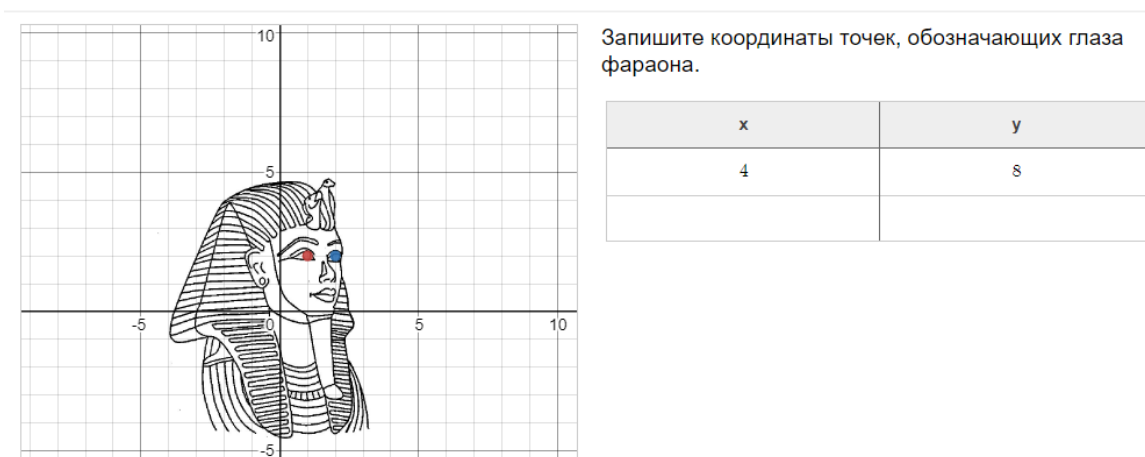 Запишите координаты точек, обозначающих глаза
фараона.
x y
4 8
10
5
-5 0 5 10
-5